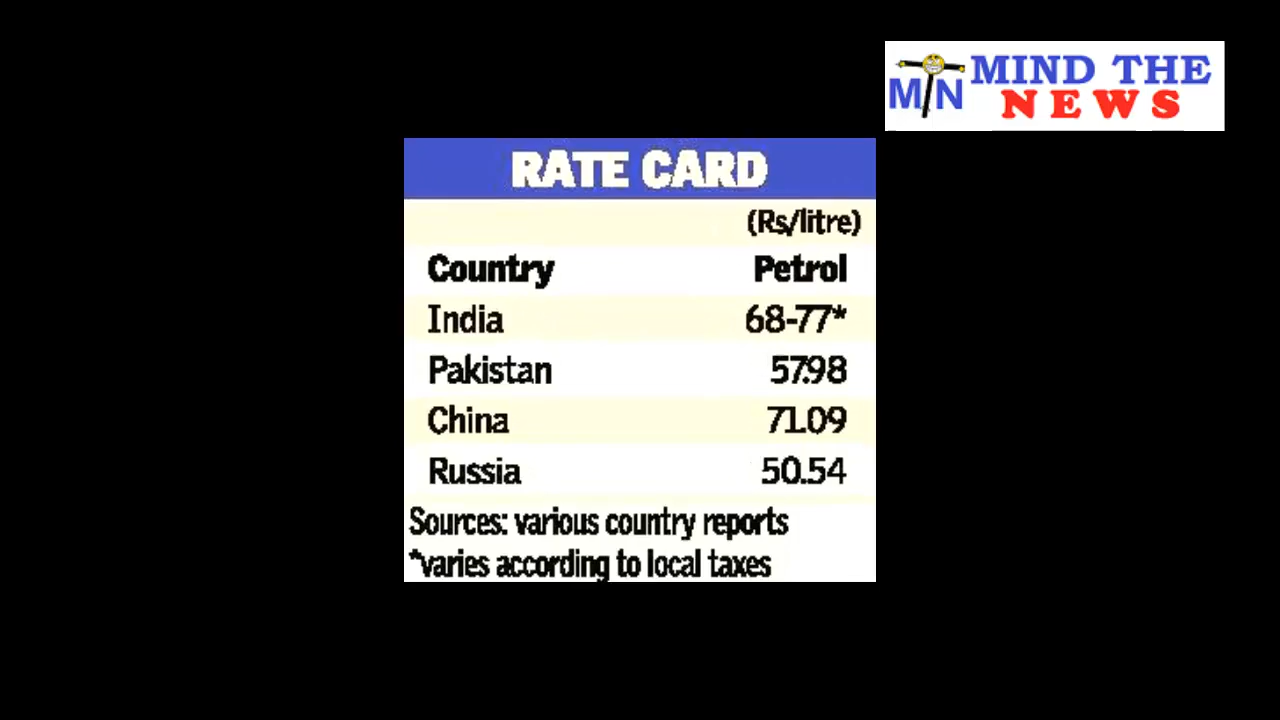 MTN MIND THE
NEWS
RATE CARD
(Rs/litre)
Country Petrol
India 68-77*
Pakistan 57.98
China 71.09
Russia 50.54
Sources: various country reports
*varies according to local taxes